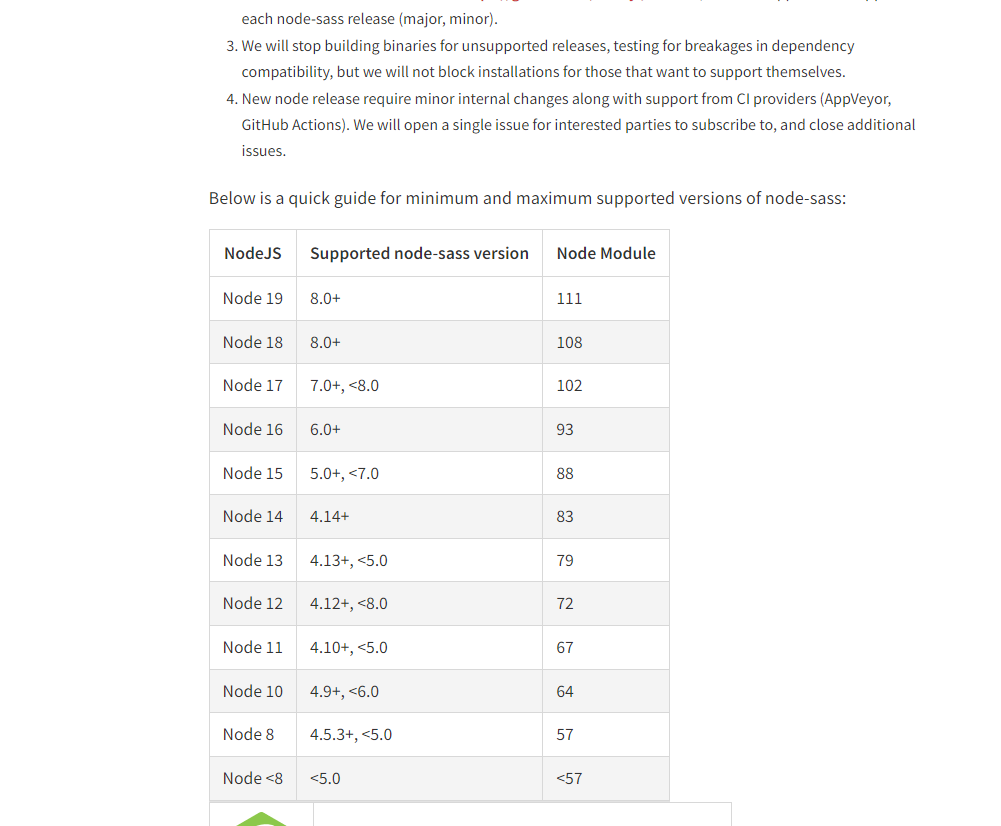 each node-sass release (major, minor).
3. We will stop building binaries for unsupported releases, testing for breakages in dependency
compatibility, but we will not block installations for those that want to support themselves.
4. New node release require minor internal changes along with support from CI providers (AppVeyor,
GitHub Actions). We will open a single issue for interested parties to subscribe to, and close additional
issues.
Below is a quick guide for minimum and maximum supported versions of node-sass:
NodeJS Supported node-sass version Node Module
Node 19 8.0+ 111
Node 18 8.0+ 108
Node 17 7.0+, <8.0 102
Node 16 6.0+ 93
Node 15 5.0+, <7.0 88
Node 14 4.14+ 83
Node 13 4.13+, <5.0 79
Node 12 4.12+, <8.0 72
Node 11 4.10+, <5.0 67
Node 10 4.9+, <6.0 64
Node 8 4.5.3+, <5.0 57
Node <8 <5.0 <57